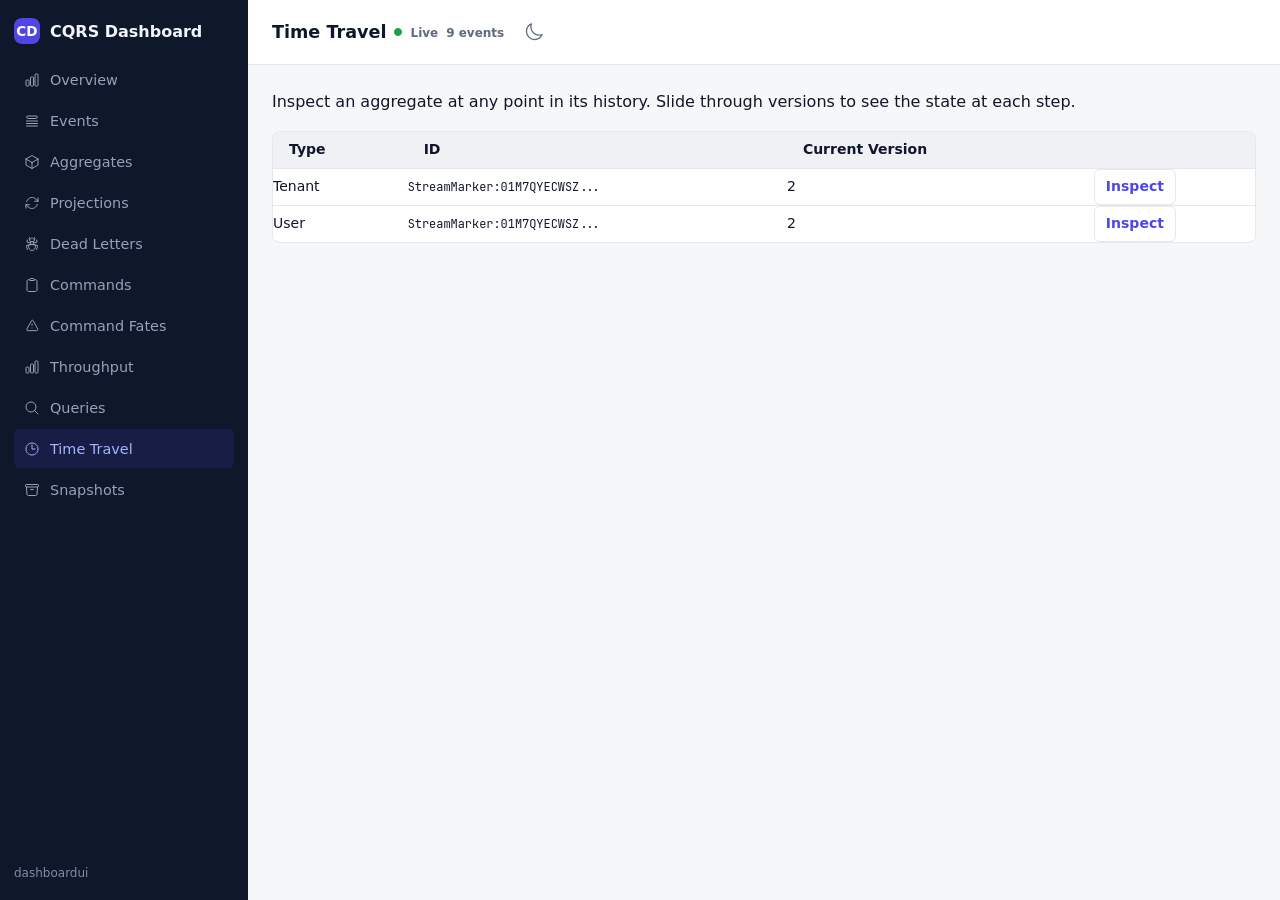 CD CQRS Dashboard
Overview
Events
Aggregates
Projections
Dead Letters
Commands
Command Fates
Throughput
Queries
Time Travel
Snapshots
dashboardui
Time Travel Live 9 events
Inspect an aggregate at any point in its history. Slide through versions to see the state at each step.
Type ID Current Version
Tenant StreamMarker:01M7QYECWSZ... 2 Inspect
User StreamMarker:01M7QYECWSZ... 2 Inspect